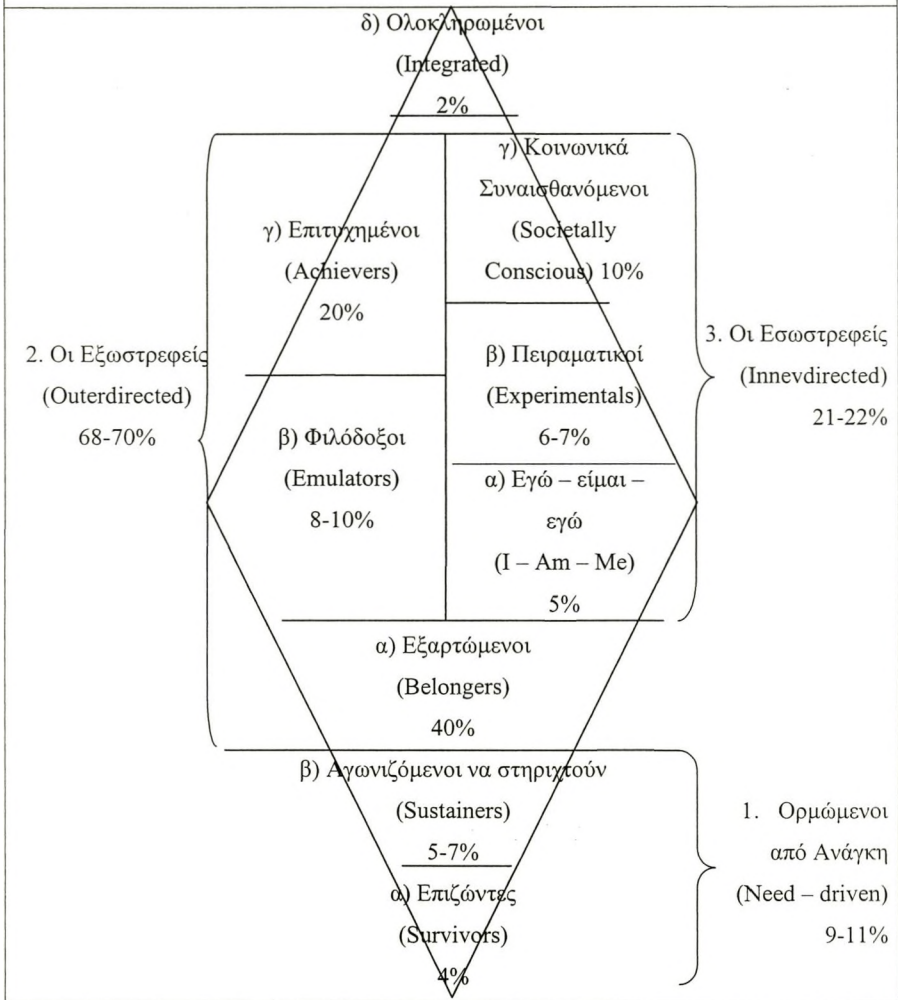 δ) Ολοκληρωμένοι
(Integrated)
2%
γ) Κοινωνικά
Συναισθανόμενοι
(Societally
Conscious) 10%
γ) Επιτυχημένοι
(Achievers)
20%
2. Οι Εξωστρεφείς
(Outerdirected)
68-70%
3. Οι Εσωστρεφείς
(Innevdirected)
21-22%
β) Πειραματικοί
(Experimentals)
6-7%
β) Φιλόδοξοι
(Emulators)
8-10%
α) Εγώ – είμαι –
εγώ
(I – Am – Me)
5%
α) Εξαρτώμενοι
(Belongers)
40%
β) Αγωνιζόμενοι να στηριχτούν
(Sustainers)
5-7%
α) Επιζώντες
(Survivors)
4%
1. Ορμώμενοι
από Ανάγκη
(Need – driven)
9-11%